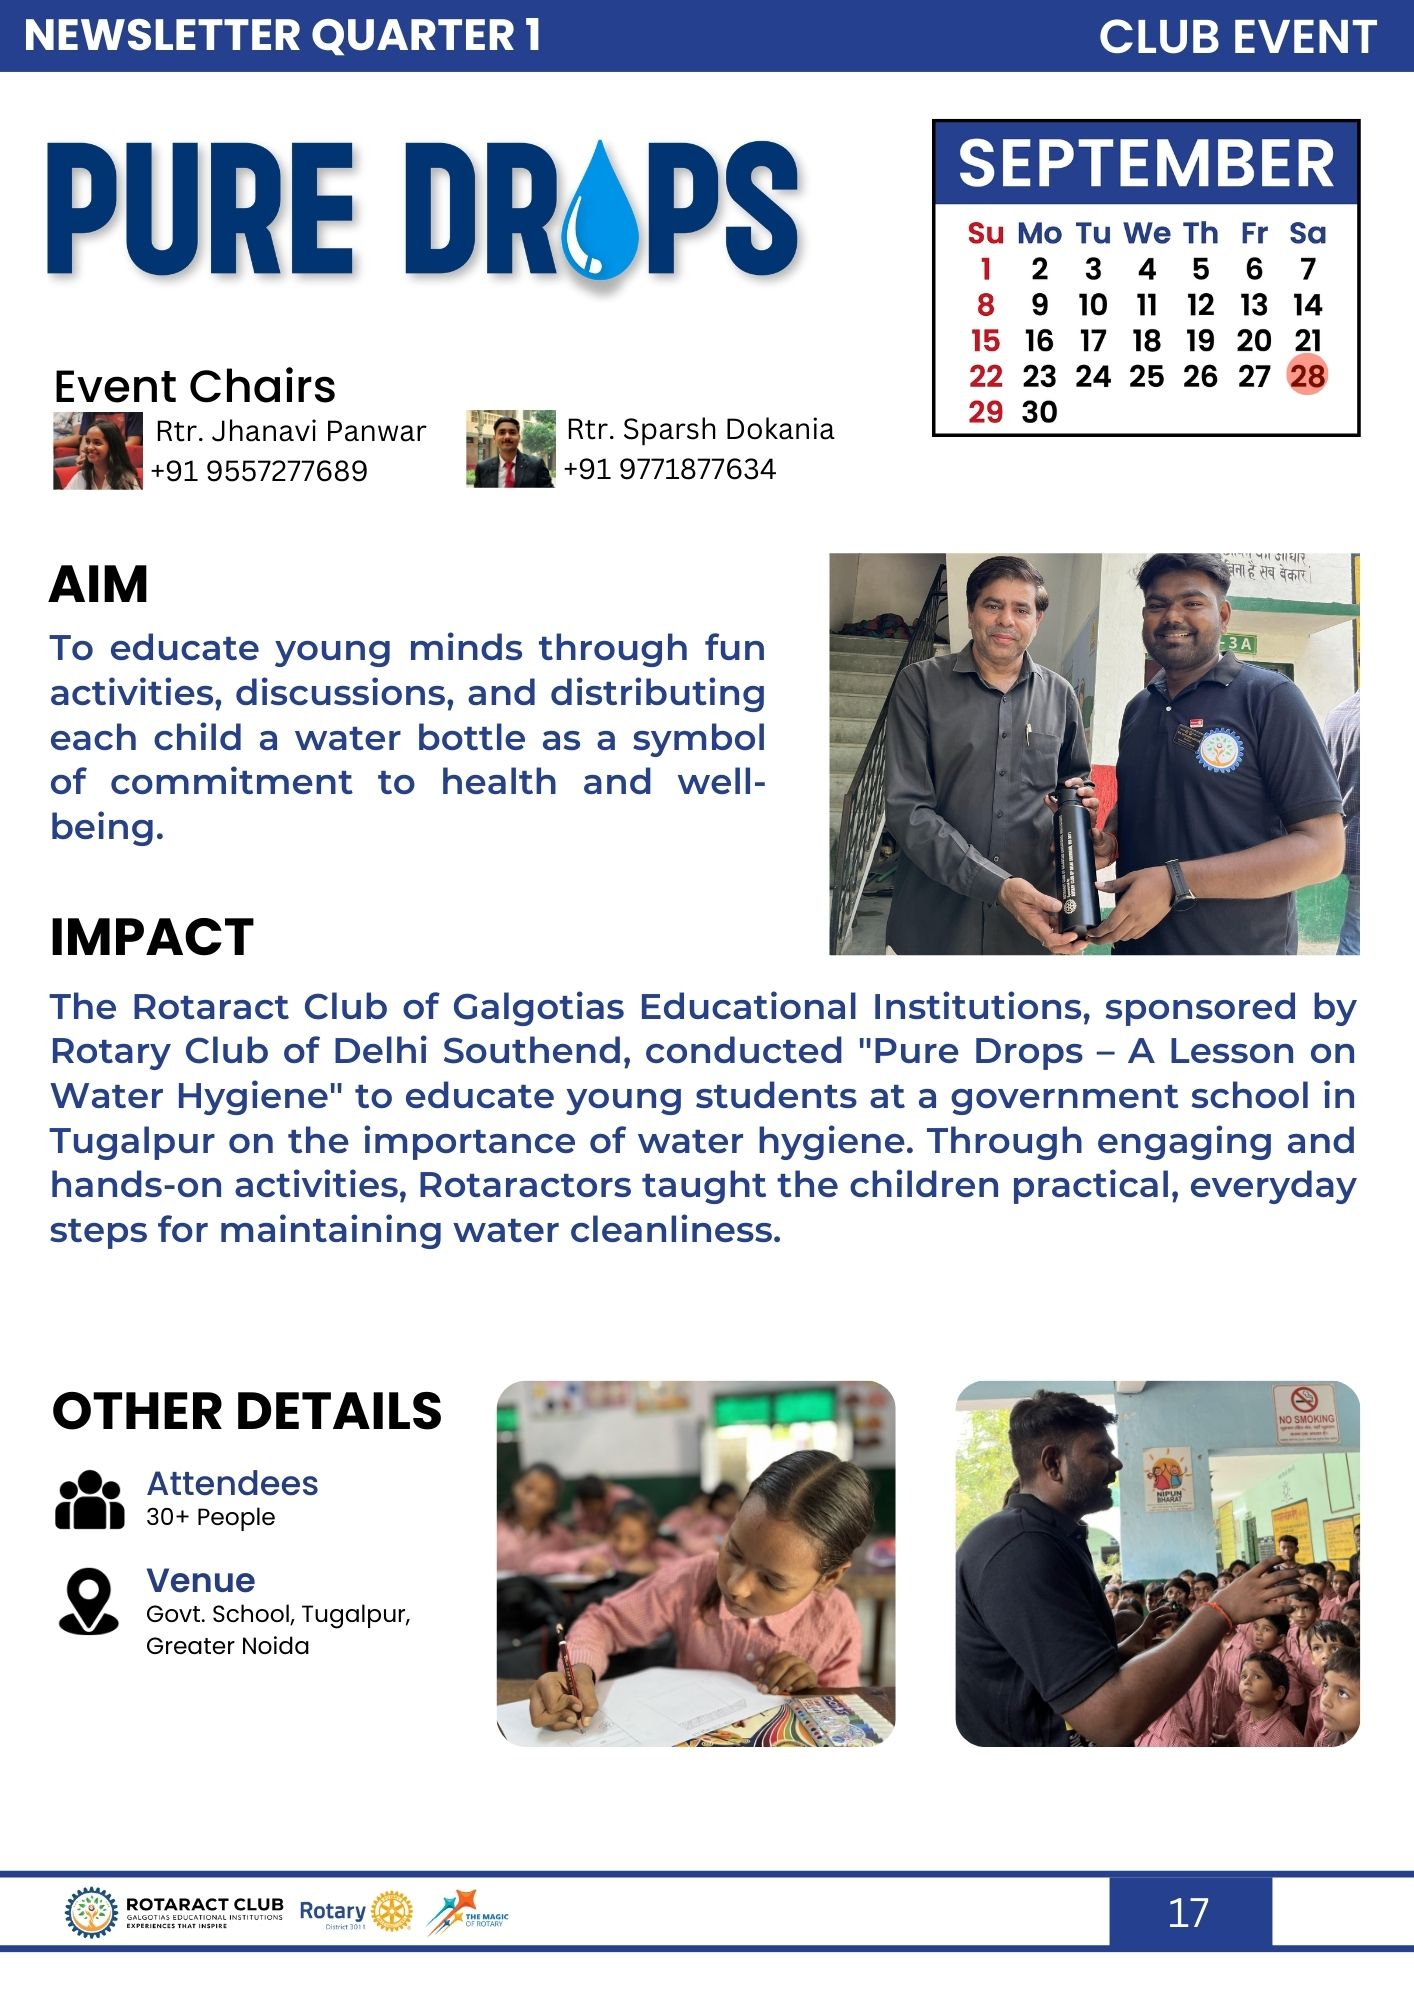 NEWSLETTER QUARTER 1
CLUB EVENT
PURE DROPS
SEPTEMBER
Su Mo Tu We Th Fr Sa
1 2 3 4 5 6 7
8 9 10 11 12 13 14
15 16 17 18 19 20 21
22 23 24 25 26 27 28
29 30
Event Chairs
Rtr. Jhanavi Panwar
+91 9557277689
Rtr. Sparsh Dokania
+91 9771877634
AIM
To educate young minds through fun
activities, discussions, and distributing
each child a water bottle as a symbol
of commitment to health and well-
being.
3A
IMPACT
The Rotaract Club of Galgotias Educational Institutions, sponsored by
Rotary Club of Delhi Southend, conducted "Pure Drops – A Lesson on
Water Hygiene" to educate young students at a government school in
Tugalpur on the importance of water hygiene. Through engaging and
hands-on activities, Rotaractors taught the children practical, everyday
steps for maintaining water cleanliness.
OTHER DETAILS
Attendees
30+ People
Venue
Govt. School, Tugalpur,
Greater Noida
NO SMOKING
NIPUN
BHARAT
ROTARACT CLUB
GALGOTIAS EDUCATIONAL INSTITUTIONS
EXPERIENCES THAT INSPIRE
Rotary
District 3011
THE MAGIC
OF ROTARY
17